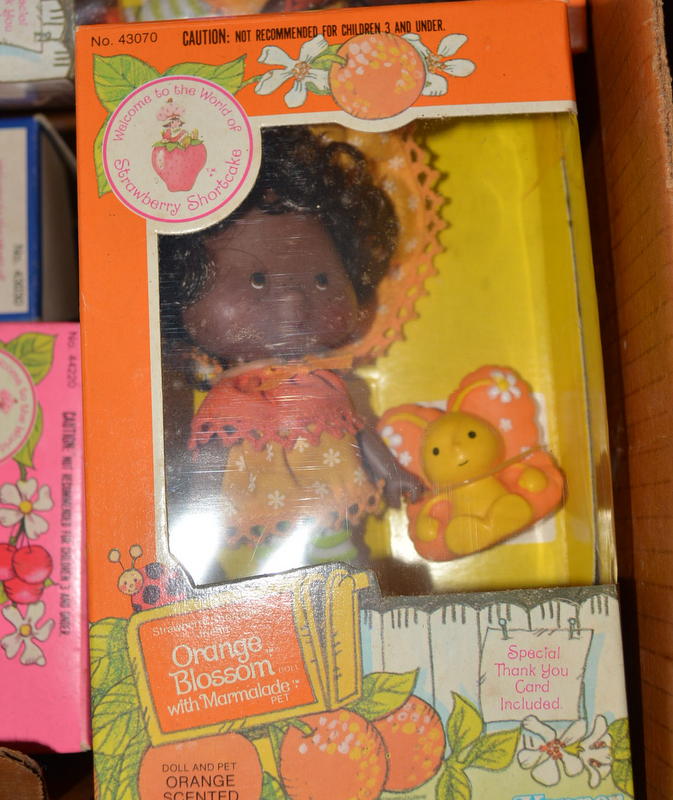 No. 43070
CAUTION: NOT RECOMMENDED FOR CHILDREN 3 AND UNDER.
Welcome to the World of
Strawberry Shortcake
Orange
Blossom DOLL
with Marmalade
PET
Special
Thank You
Card
Included.
DOLL AND PET
ORANGE
SCENTED
No. 44220
CAUTION: NOT RECOMMENDED FOR CHILDREN 3 AND UNDER.